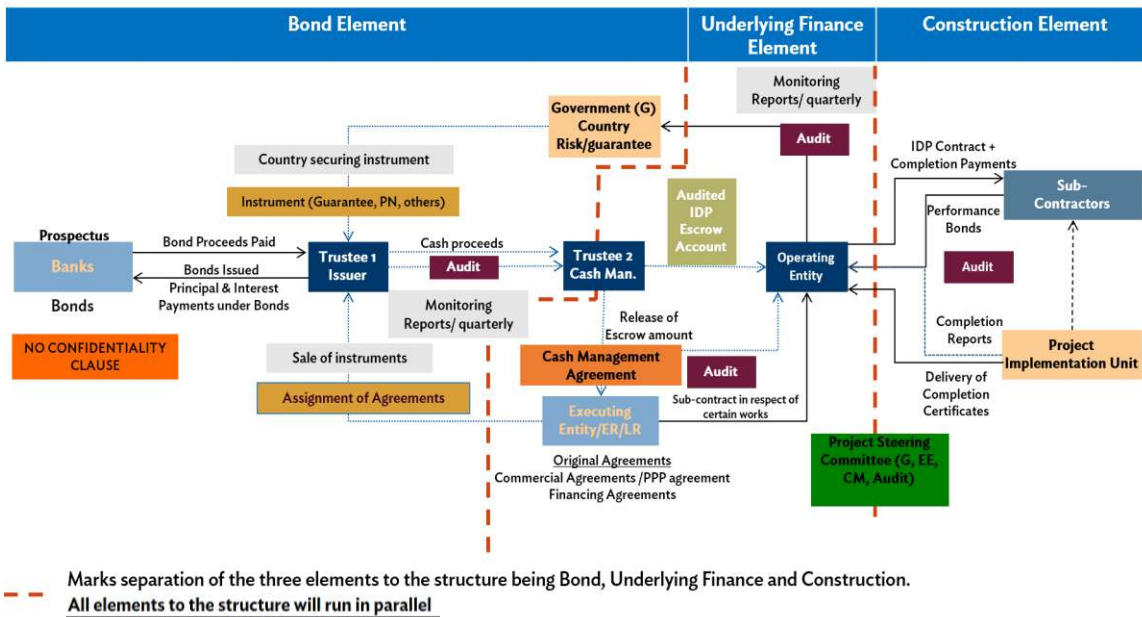 Bond Element
Underlying Finance
Element
Construction Element
Monitoring
Reports/ quarterly
Government (G)
Country
Risk/guarantee
Audit
Country securing instrument
Instrument (Guarantee, PN, others)
Audited
IDP
Escrow
Account
IDP Contract +
Completion Payments
Sub-
Contractors
Performance
Bonds
Prospectus
Banks
Bonds
Bond Proceeds Paid
Bonds Issued
Principal & Interest
Payments under Bonds
Trustee 1
Issuer
Cash proceeds
Audit
Trustee 2
Cash Man.
Operating
Entity
Audit
Monitoring
Reports/ quarterly
Release of
Escrow amount
Completion
Reports
Project
Implementation Unit
NO CONFIDENTIALITY
CLAUSE
Sale of instruments
Cash Management
Agreement
Audit
Delivery of
Completion
Certificates
Assignment of Agreements
Executing
Entity/ER/LR
Sub-contract in respect of
certain works
Original Agreements
Commercial Agreements /PPP agreement
Financing Agreements
Project Steering
Committee (G, EE,
CM, Audit)
Marks separation of the three elements to the structure being Bond, Underlying Finance and Construction.
All elements to the structure will run in parallel